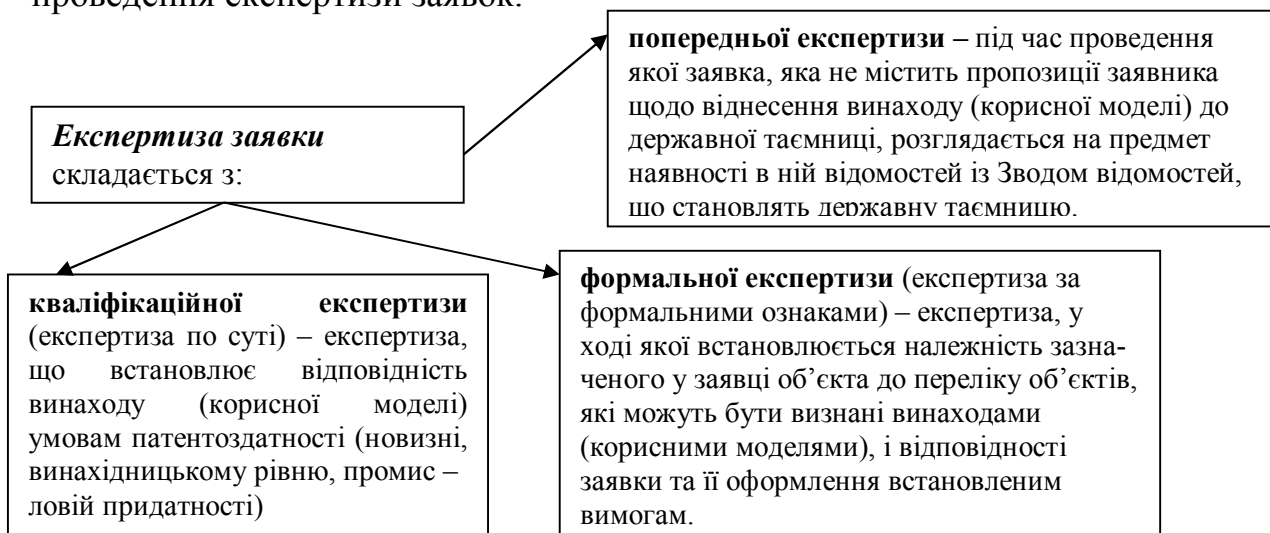 проведення експертизи заявок.
попередньої експертизи – під час проведення
якої заявка, яка не містить пропозиції заявника
щодо віднесення винаходу (корисної моделі) до
державної таємниці, розглядається на предмет
наявності в ній відомостей із Зводом відомостей,
що становлять державну таємницю.
Експертиза заявки
складається з:
кваліфікаційної експертизи
(експертиза по суті) – експертиза,
що встановлює відповідність
винаходу (корисної моделі)
умовам патентоздатності (новизні,
винахідницькому рівню, промис –
ловій придатності)
формальної експертизи (експертиза за
формальними ознаками) – експертиза, у
ході якої встановлюється належність зазна-
ченого у заявці об’єкта до переліку об’єктів,
які можуть бути визнані винаходами
(корисними моделями), і відповідності
заявки та її оформлення встановленим
вимогам.